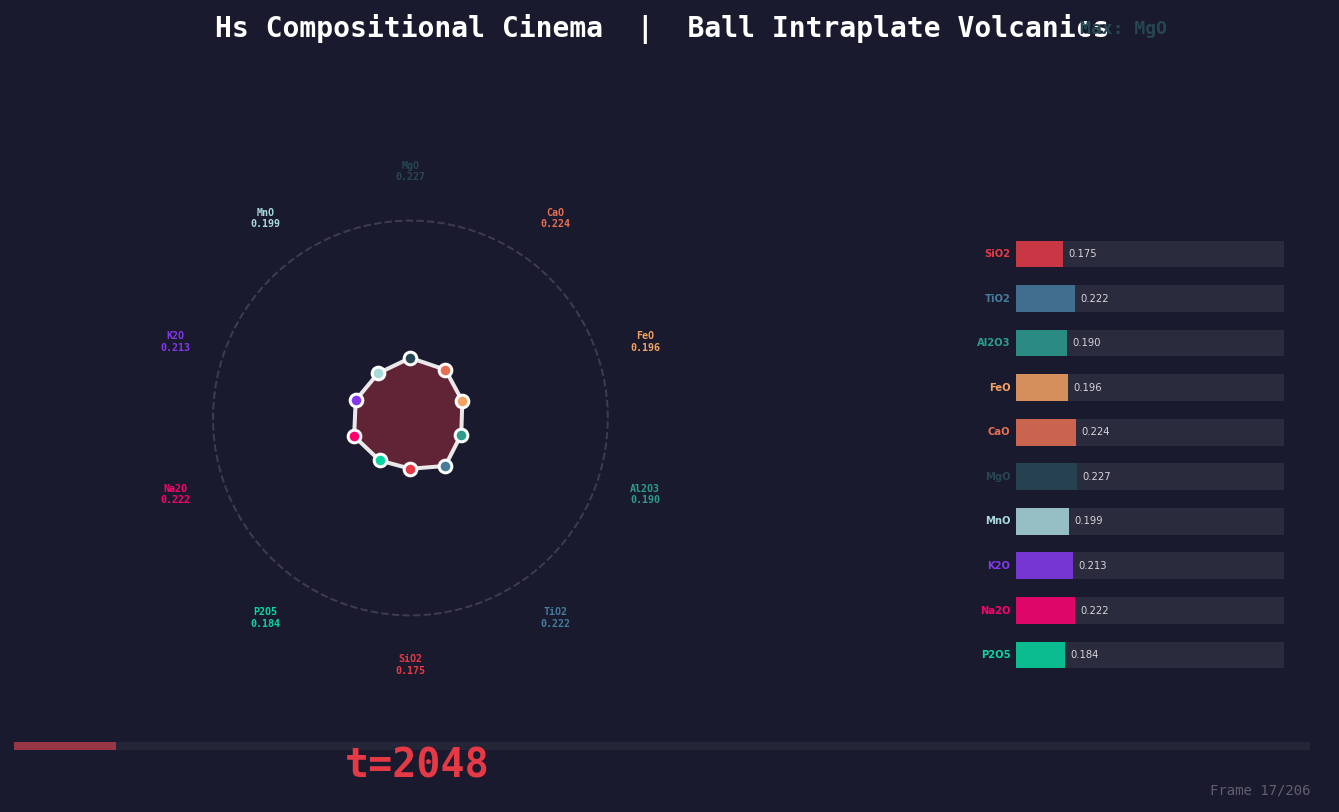 Hs Compositional Cinema | Ball Intraplate Volcanics
Max: MgO
MgO
0.227
MnO
0.199
CaO
0.224
K2O
0.213
FeO
0.196
Na2O
0.222
Al2O3
0.190
P2O5
0.184
TiO2
0.222
SiO2
0.175
SiO2 0.175
TiO2 0.222
Al2O3 0.190
FeO 0.196
CaO 0.224
MgO 0.227
MnO 0.199
K2O 0.213
Na2O 0.222
P2O5 0.184
t=2048
Frame 17/206